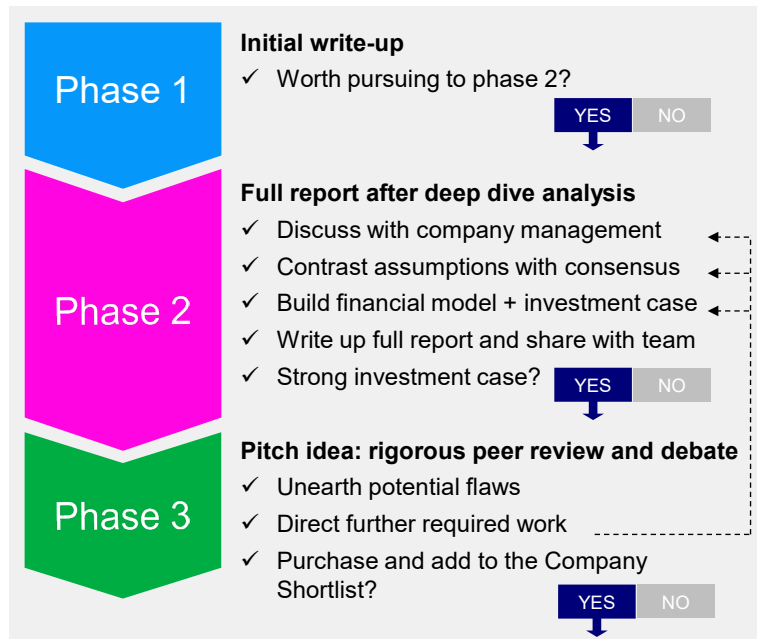 Phase 1
Initial write-up
✓ Worth pursuing to phase 2?
YES NO
Phase 2
Full report after deep dive analysis
✓ Discuss with company management
✓ Contrast assumptions with consensus
✓ Build financial model + investment case
✓ Write up full report and share with team
✓ Strong investment case?
YES NO
Phase 3
Pitch idea: rigorous peer review and debate
✓ Unearth potential flaws
✓ Direct further required work
✓ Purchase and add to the Company
Shortlist?
YES NO